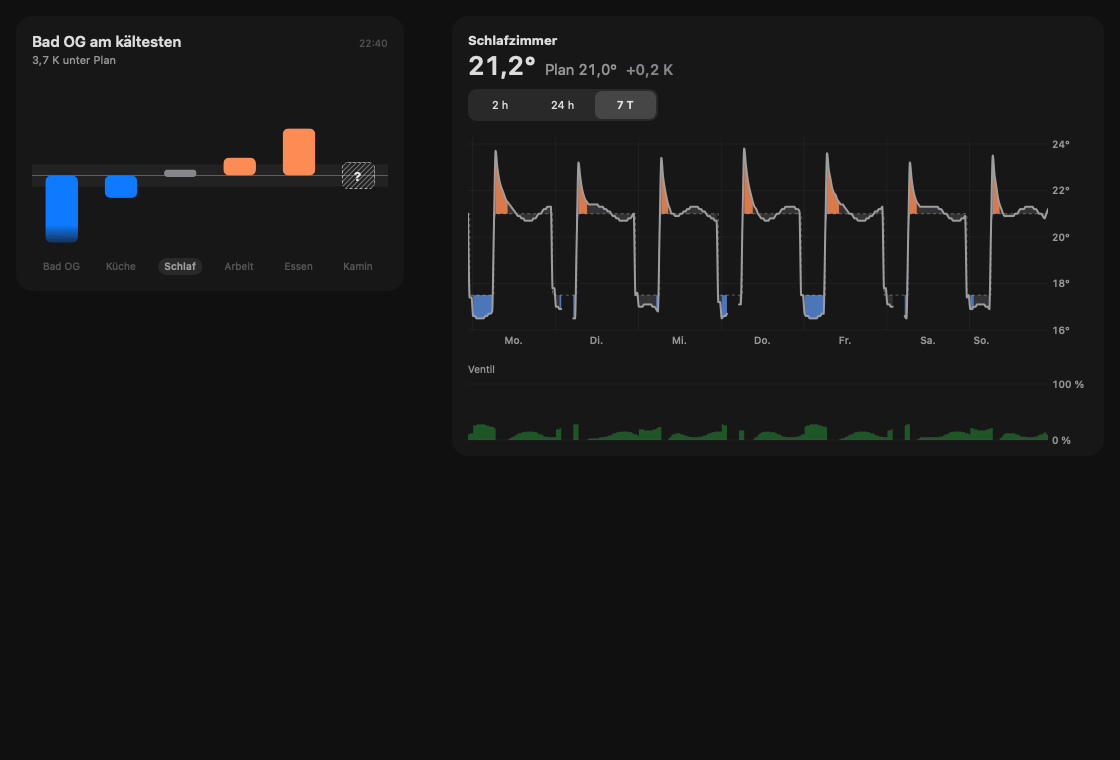 Bad OG am kältesten
22:40
3,7 K unter Plan
?
Bad OG Küche Schlaf Arbeit Essen Kamin
Schlafzimmer
21,2° Plan 21,0° +0,2 K
2 h 24 h 7 T
24°
22°
20°
18°
16°
Mo. Di. Mi. Do. Fr. Sa. So.
Ventil
100 %
0 %